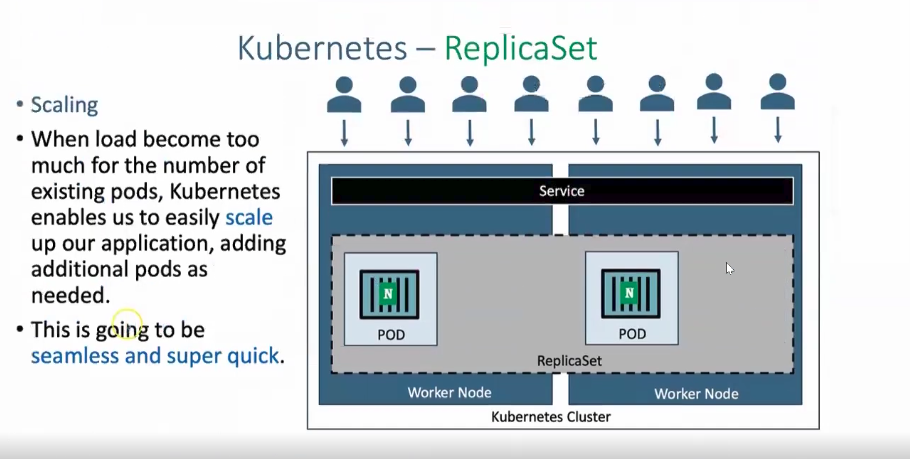 Kubernetes – ReplicaSet
• Scaling
• When load become too
much for the number of
existing pods, Kubernetes
enables us to easily scale
up our application, adding
additional pods as
needed.
• This is going to be
seamless and super quick.
Service
N
POD
N
POD
ReplicaSet
Worker Node
Worker Node
Kubernetes Cluster